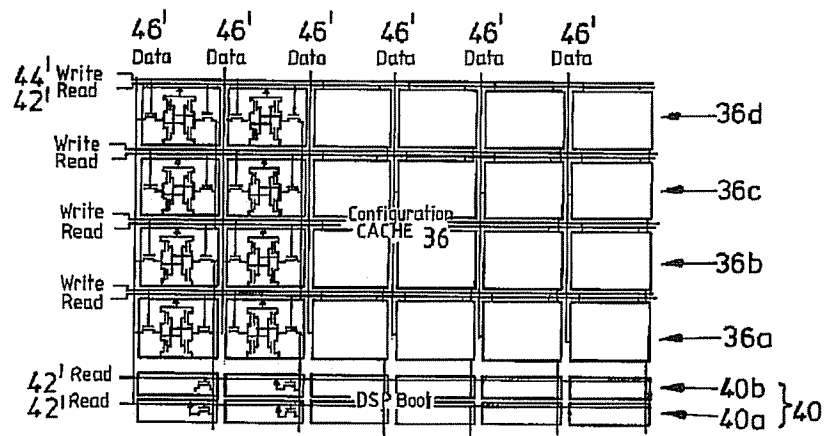 46' 46' 46' 46' 46' 46'
Data Data Data Data Data Data
44' Write
42' Read
36d
Write
Read
36c
Write
Read
Configuration
CACHE 36
36b
Write
Read
36a
42' Read
40b
42' Read
DSP Boot
40a
40